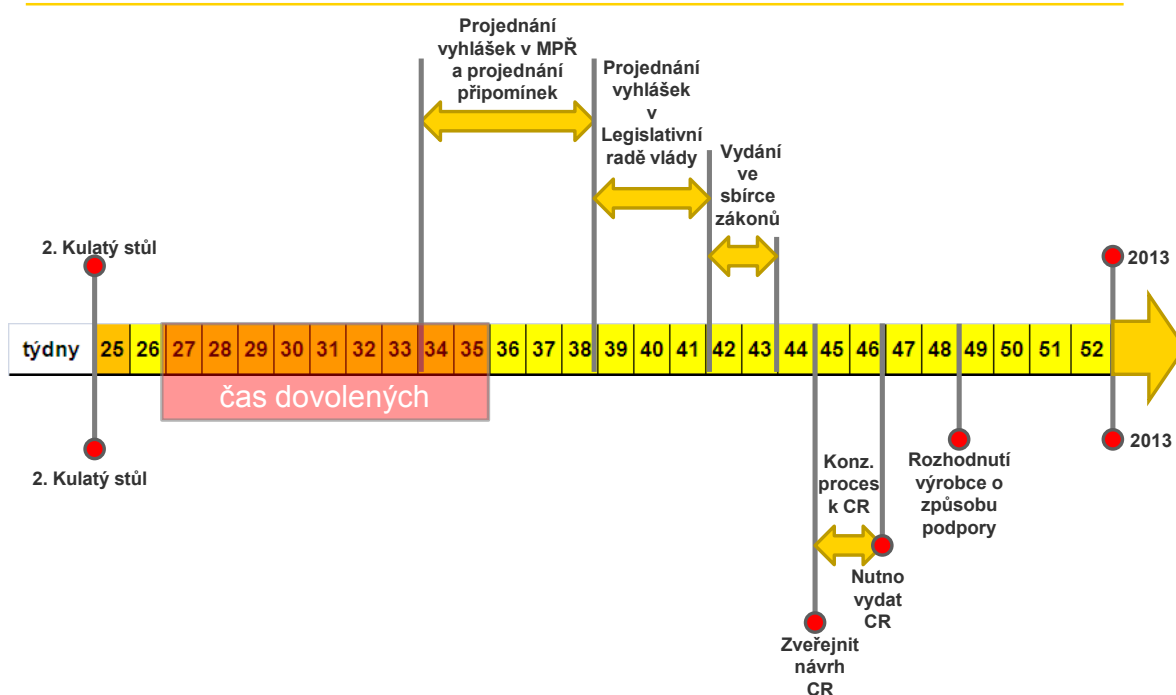 Projednání
vyhlášek v MPŘ
a projednání
připomínek
Projednání
vyhlášek
v
Legislativní
radě vlády
Vydání
ve
sbírce
zákonů
2. Kulatý stůl
2013
týdny 25 26 27 28 29 30 31 32 33 34 35 36 37 38 39 40 41 42 43 44 45 46 47 48 49 50 51 52
čas dovolených
2. Kulatý stůl
Konz.
proces
k CR
Rozhodnutí
výrobce o
způsobu
podpory
2013
Nutno
vydat
CR
Zveřejnit
návrh
CR